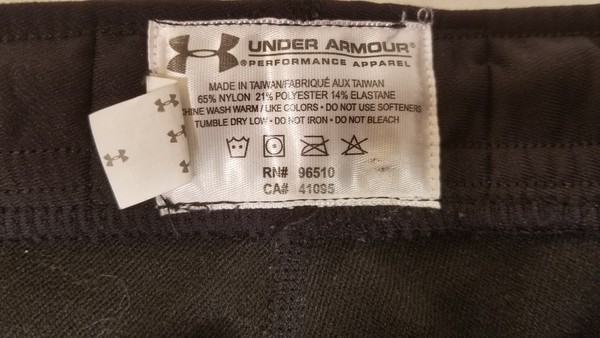 UNDER ARMOUR®
®PERFORMANCE APPAREL
MADE IN TAIWAN/FABRIQUÉ AUX TAIWAN
65% NYLON 21% POLYESTER 14% ELASTANE
HINE WASH WARM / LIKE COLORS • DO NOT USE SOFTENERS
TUMBLE DRY LOW • DO NOT IRON • DO NOT BLEACH
RN# 96510
CA# 41095